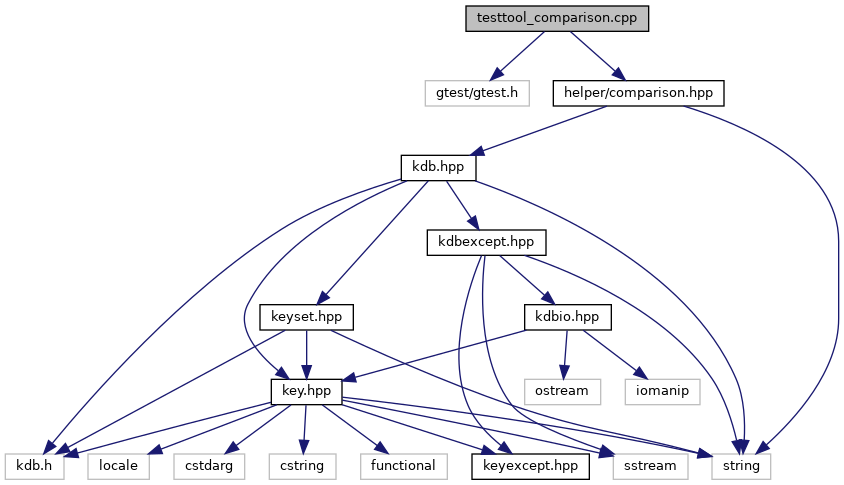 testtool_comparison.cpp
gtest/gtest.h
helper/comparison.hpp
kdb.hpp
kdbexcept.hpp
keyset.hpp
kdbio.hpp
key.hpp
ostream
iomanip
kdb.h
locale
cstdarg
cstring
functional
keyexcept.hpp
sstream
string